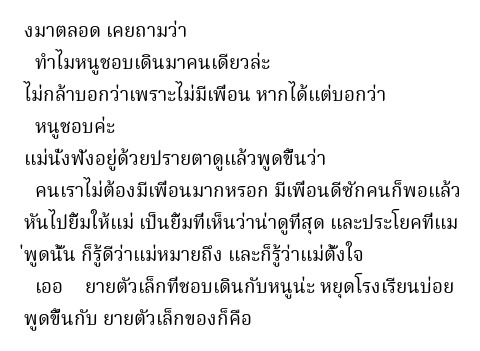 งมาตลอด เคยถามว่า
ทำไมหนูชอบเดินมาคนเดียวล่ะ
ไม่กล้าบอกว่าเพราะไม่มีเพื่อน หากได้แต่บอกว่า
หนูชอบค่ะ
แม่นั่งฟังอยู่ด้วยปรายตาดูแล้วพูดขึ้นว่า
คนเราไม่ต้องมีเพื่อนมากหรอก มีเพื่อนดีซักคนก็พอแล้ว
หันไปยิ้มให้แม่ เป็นยิ้มที่เห็นว่าน่าดูที่สุด และประโยคที่แม
่พูดนั้น ก็รู้ดีว่าแม่หมายถึง และก็รู้ว่าแม่ตั้งใจ
เออ ยายตัวเล็กที่ชอบเดินกับหนูน่ะ หยุดโรงเรียนบ่อย
พูดขึ้นกับ ยายตัวเล็กของก็คือ